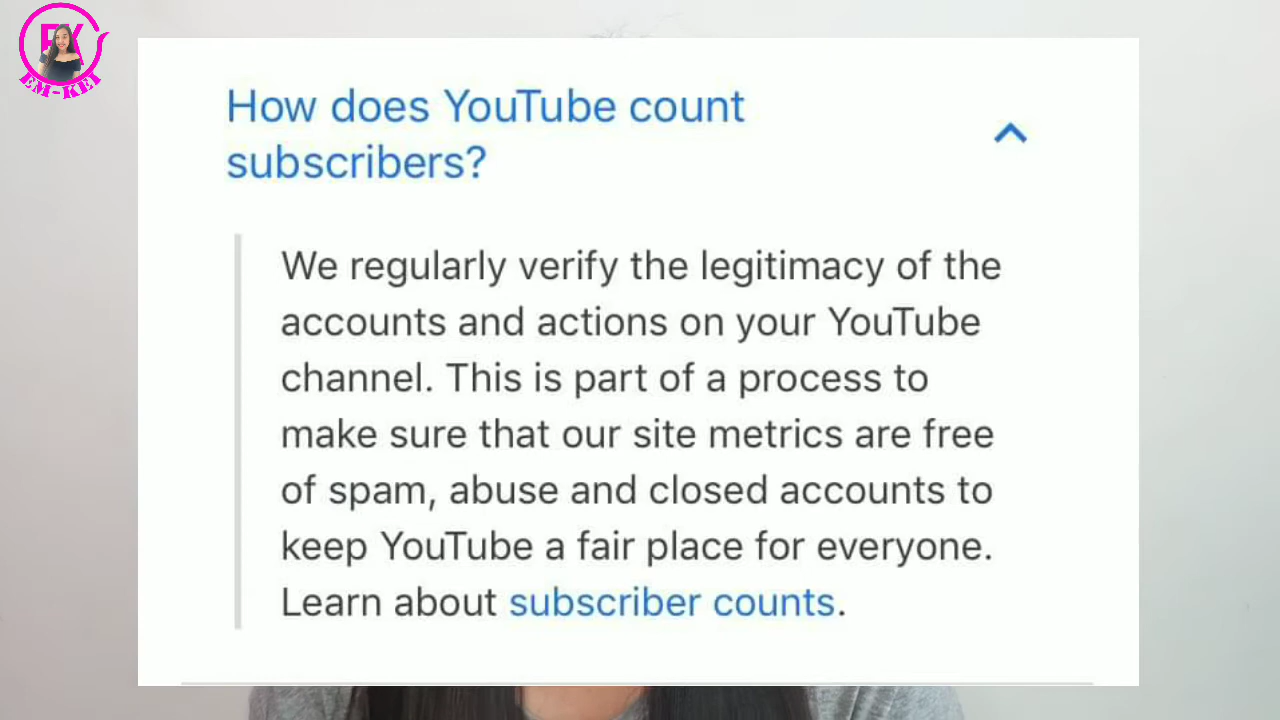 EK
EM-KEI
How does YouTube count
subscribers?
We regularly verify the legitimacy of the
accounts and actions on your YouTube
channel. This is part of a process to
make sure that our site metrics are free
of spam, abuse and closed accounts to
keep YouTube a fair place for everyone.
Learn about subscriber counts.